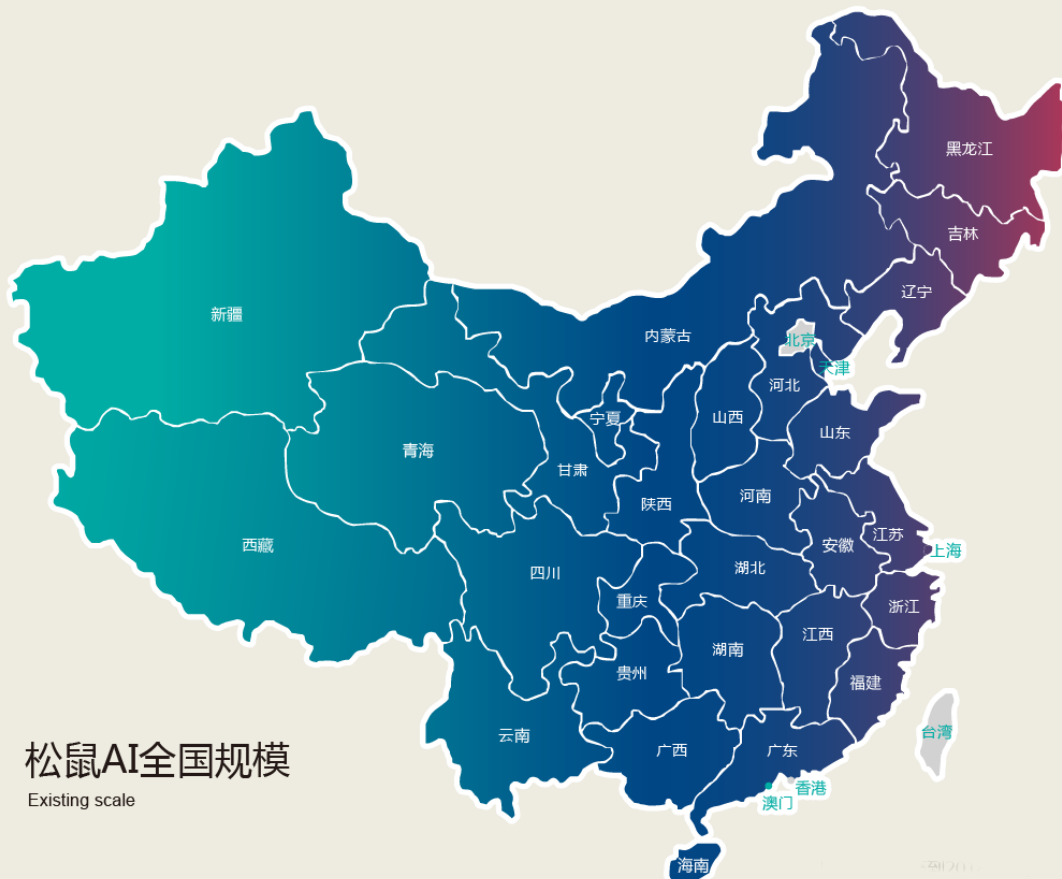 黑龙江
吉林
辽宁
新疆
内蒙古
北京
天津
河北
宁夏
山西
山东
青海
甘肃
河南
陕西
江苏
安徽
西藏
上海
四川
湖北
重庆
浙江
江西
湖南
贵州
福建
云南
台湾
广西
广东
松鼠AI全国规模
Existing scale
香港
澳门
海南